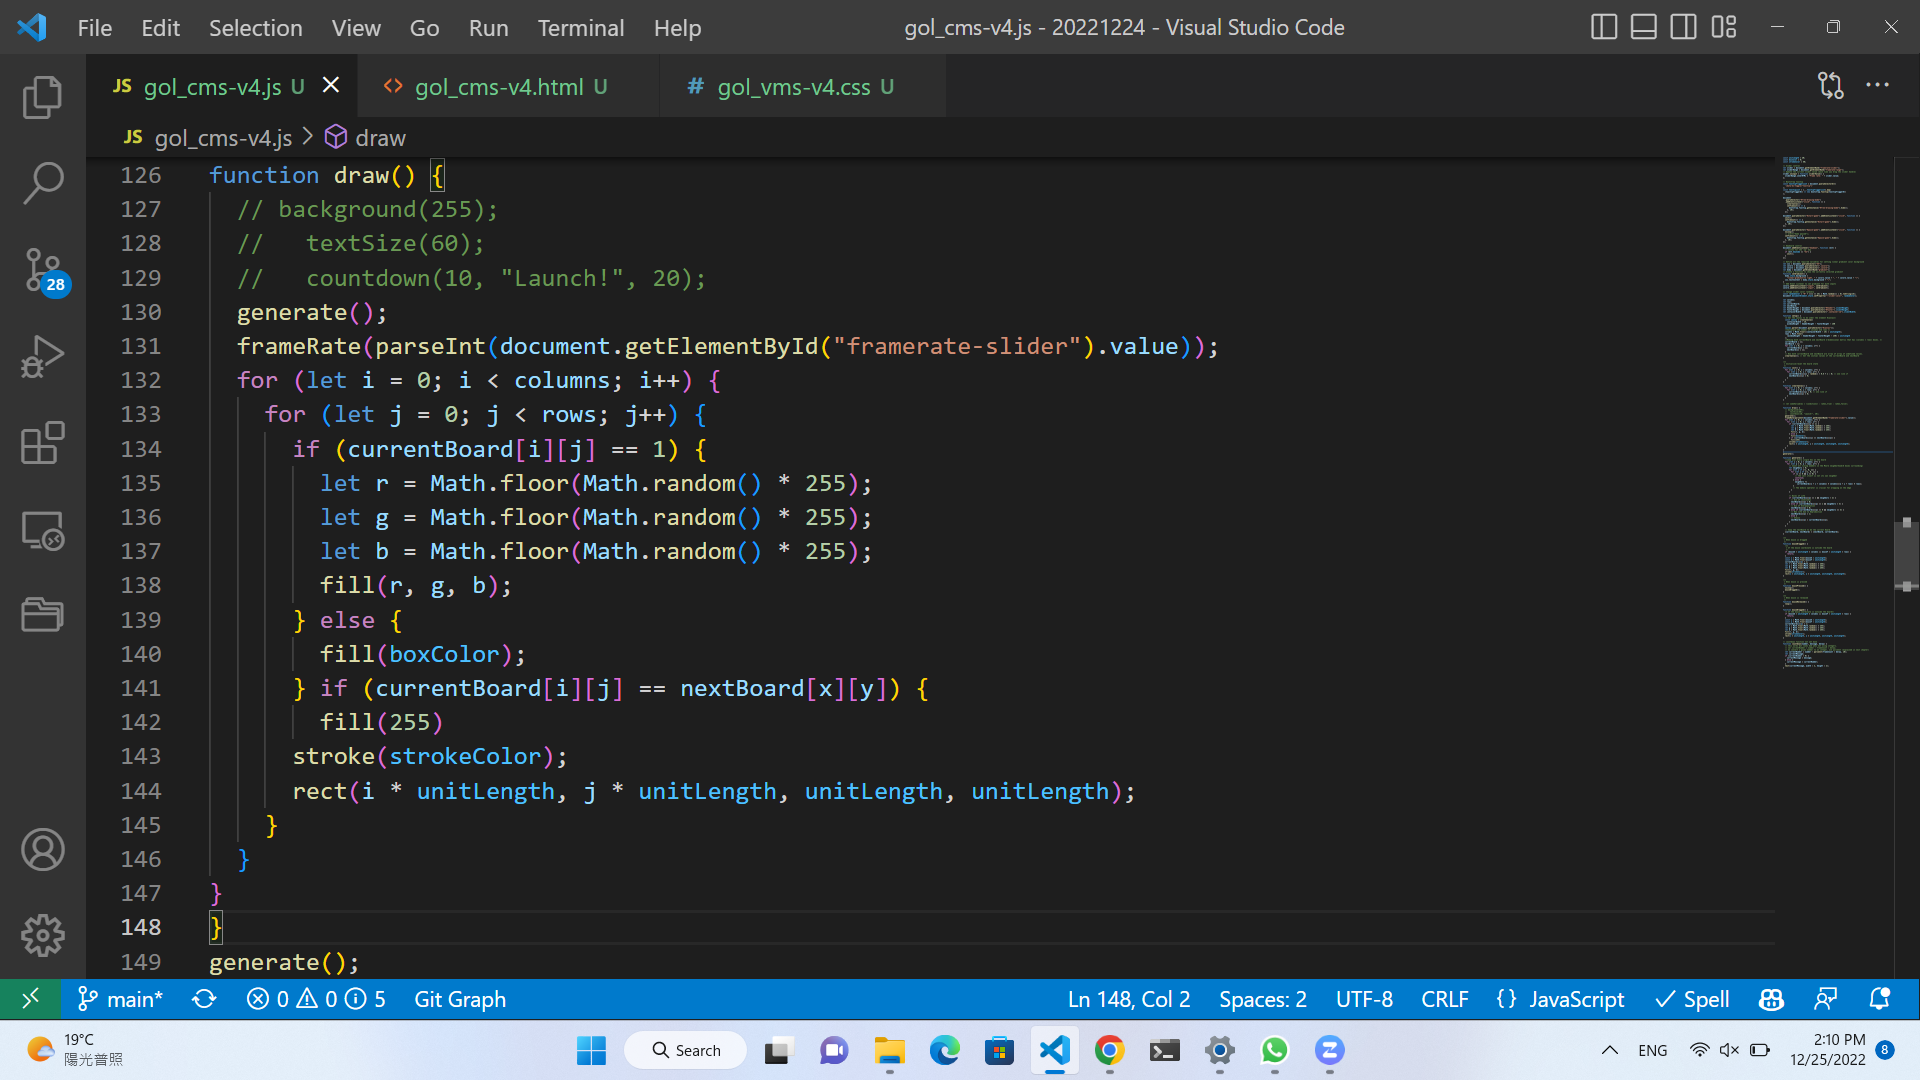 File Edit Selection View Go Run Terminal Help gol_cms-v4.js - 20221224 - Visual Studio Code
JS gol_cms-v4.js U <> gol_cms-v4.html U # gol_vms-v4.css U
JS gol_cms-v4.js > draw
126 function draw() {
127 // background(255);
128 //   textSize(60);
129 //   countdown(10, "Launch!", 20);
130 generate();
131 frameRate(parseInt(document.getElementById("framerate-slider").value));
132 for (let i = 0; i < columns; i++) {
133 for (let j = 0; j < rows; j++) {
134 if (currentBoard[i][j] == 1) {
135 let r = Math.floor(Math.random() * 255);
136 let g = Math.floor(Math.random() * 255);
137 let b = Math.floor(Math.random() * 255);
138 fill(r, g, b);
139 } else {
140 fill(boxColor);
141 } if (currentBoard[i][j] == nextBoard[x][y]) {
142 fill(255)
143 stroke(strokeColor);
144 rect(i * unitLength, j * unitLength, unitLength, unitLength);
145 }
146 }
147 }
148 }
149 generate();
28
main* 0 0 5 Git Graph Ln 148, Col 2 Spaces: 2 UTF-8 CRLF {} JavaScript Spell
19°C
陽光普照
Search
ENG
2:10 PM
12/25/2022
8